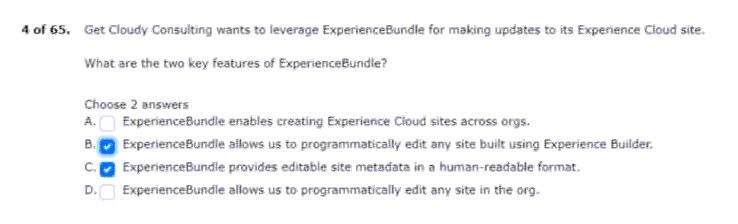 4 of 65. Get Cloudy Consulting wants to leverage ExperienceBundle for making updates to its Experience Cloud site.
What are the two key features of ExperienceBundle?
Choose 2 answers
A. ExperienceBundle enables creating Experience Cloud sites across orgs.
B. ExperienceBundle allows us to programmatically edit any site built using Experience Builder.
C. ExperienceBundle provides editable site metadata in a human-readable format.
D. ExperienceBundle allows us to programmatically edit any site in the org.